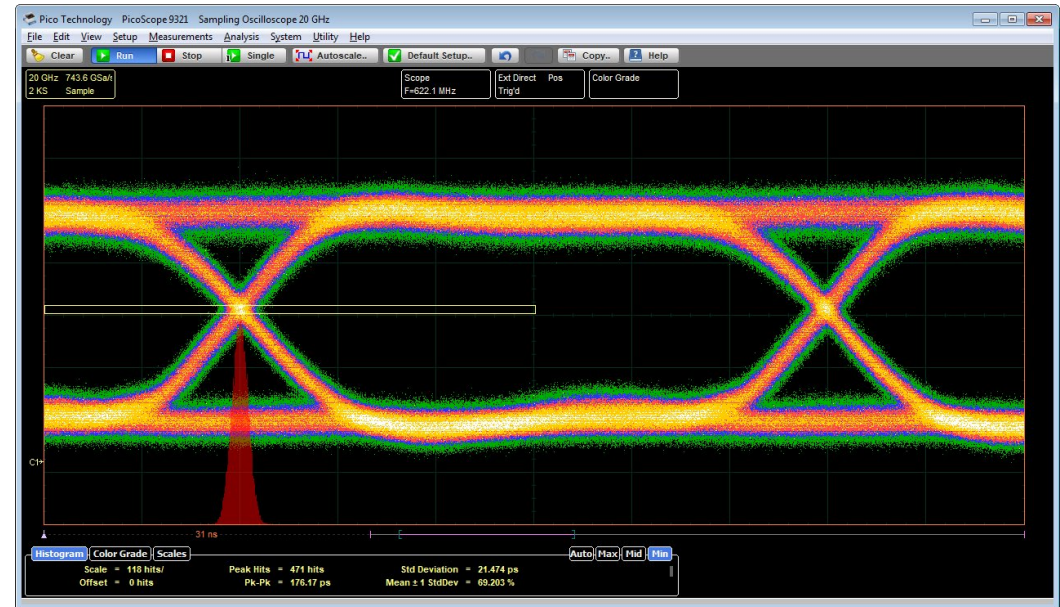 Pico Technology PicoScope 9321 Sampling Oscilloscope 20 GHz
File Edit View Setup Measurements Analysis System Utility Help
Clear Run Stop Single Autoscale.. Default Setup.. Copy.. Help
20 GHz 743.6 GSa/s Scope Ext Direct Pos Color Grade
2 KS Sample F=622.1 MHz Trig'd
C1
31 ns
Histogram Color Grade Scales Auto Max Mid Min
Scale = 118 hits/ Peak Hits = 471 hits Std Deviation = 21.474 ps
Offset = 0 hits Pk-Pk = 176.17 ps Mean ± 1 StdDev = 69.203 %